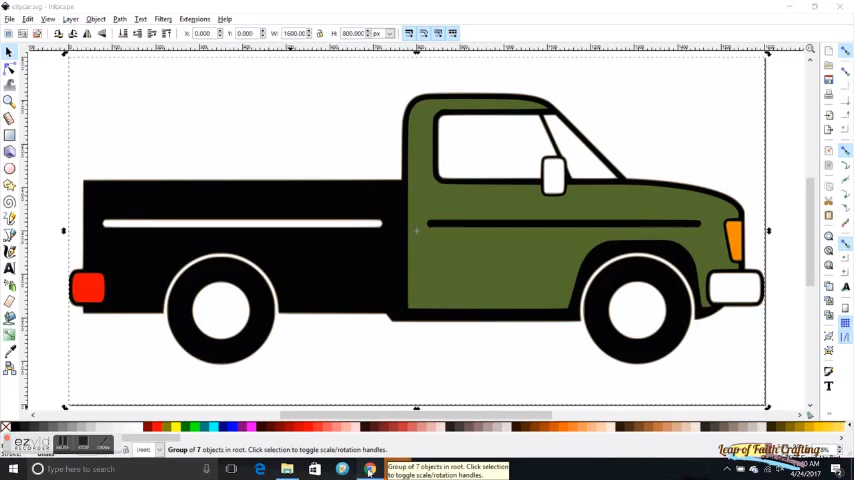 citycar.svg - Inkscape
File Edit View Layer Object Path Text Filters Extensions Help
X: 0.000 Y: 0.000 W: 1600.00 H: 800.000 px
ezvid
RECORDER
(root) Group of 7 objects in root. Click selection to toggle scale/rotation handles.
Leap of Faith Crafting
Type here to search
Group of 7 objects in root. Click selection
to toggle scale/rotation handles.
4/24/2017